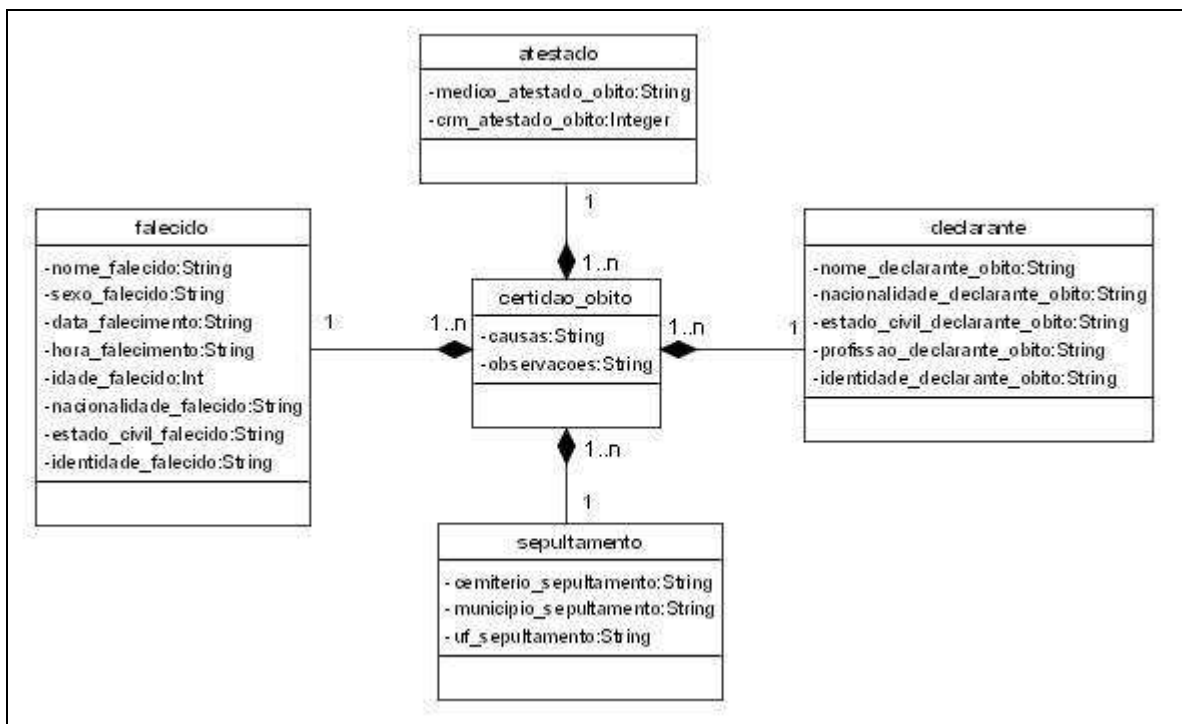 atestado
-medico_atestado_obito:String
-crm_atestado_obito:Integer
1
1..n
falecido
-nome_falecido:String
-sexo_falecido:String
-data_falecimento:String
-hora_falecimento:String
-idade_falecido:Int
-nacionalidade_falecido:String
-estado_civil_falecido:String
-identidade_falecido:String
1
1..n
certidao_obito
-causas:String
-observacoes:String
1..n
1
declarante
-nome_declarante_obito:String
-nacionalidade_declarante_obito:String
-estado_civil_declarante_obito:String
-profissao_declarante_obito:String
-identidade_declarante_obito:String
1..n
1
sepultamento
- cemiterio_sepultamento:String
- municipio_sepultamento:String
- uf_sepultamento:String